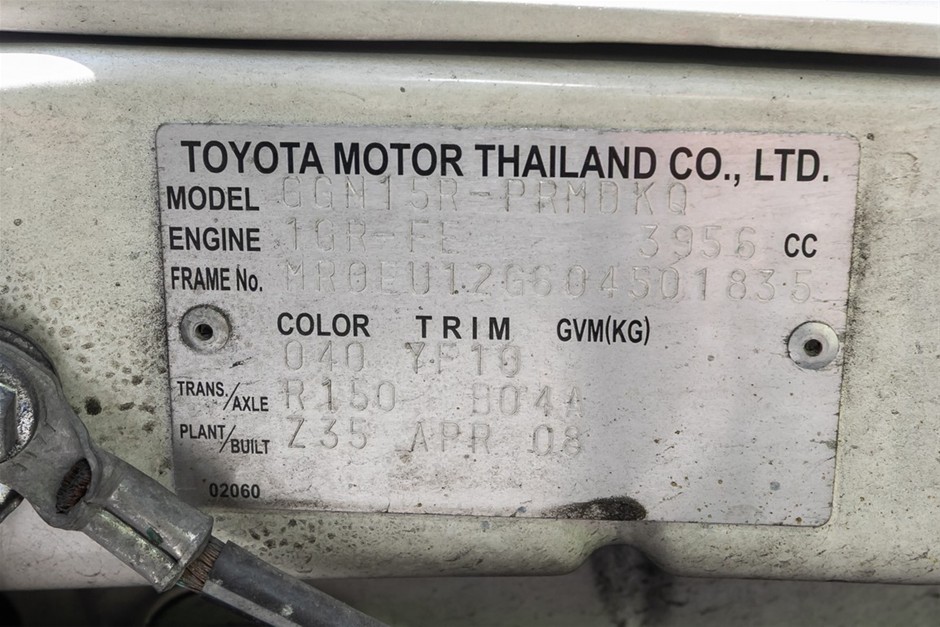 TOYOTA MOTOR THAILAND CO., LTD.
MODEL GGN15R-PRMDKQ
ENGINE 1GR-FE 3956 CC
FRAME No. MR0EU12G604501835
COLOR TRIM GVM(KG)
040
TRANS./AXLE R150 B04A
PLANT/BUILT Z35 APR 08
02060